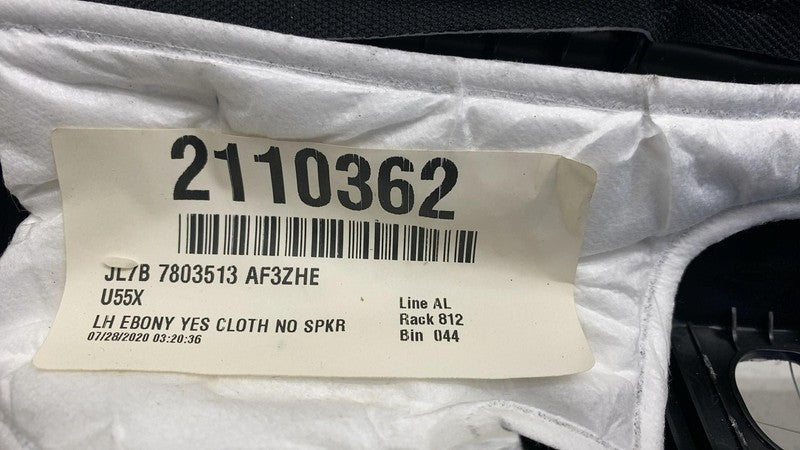 2110362
JL7B 7803513 AF3ZHE
U55X
LH EBONY YES CLOTH NO SPKR
07/28/2020 03:20:36
Line AL
Rack 812
Bin 044